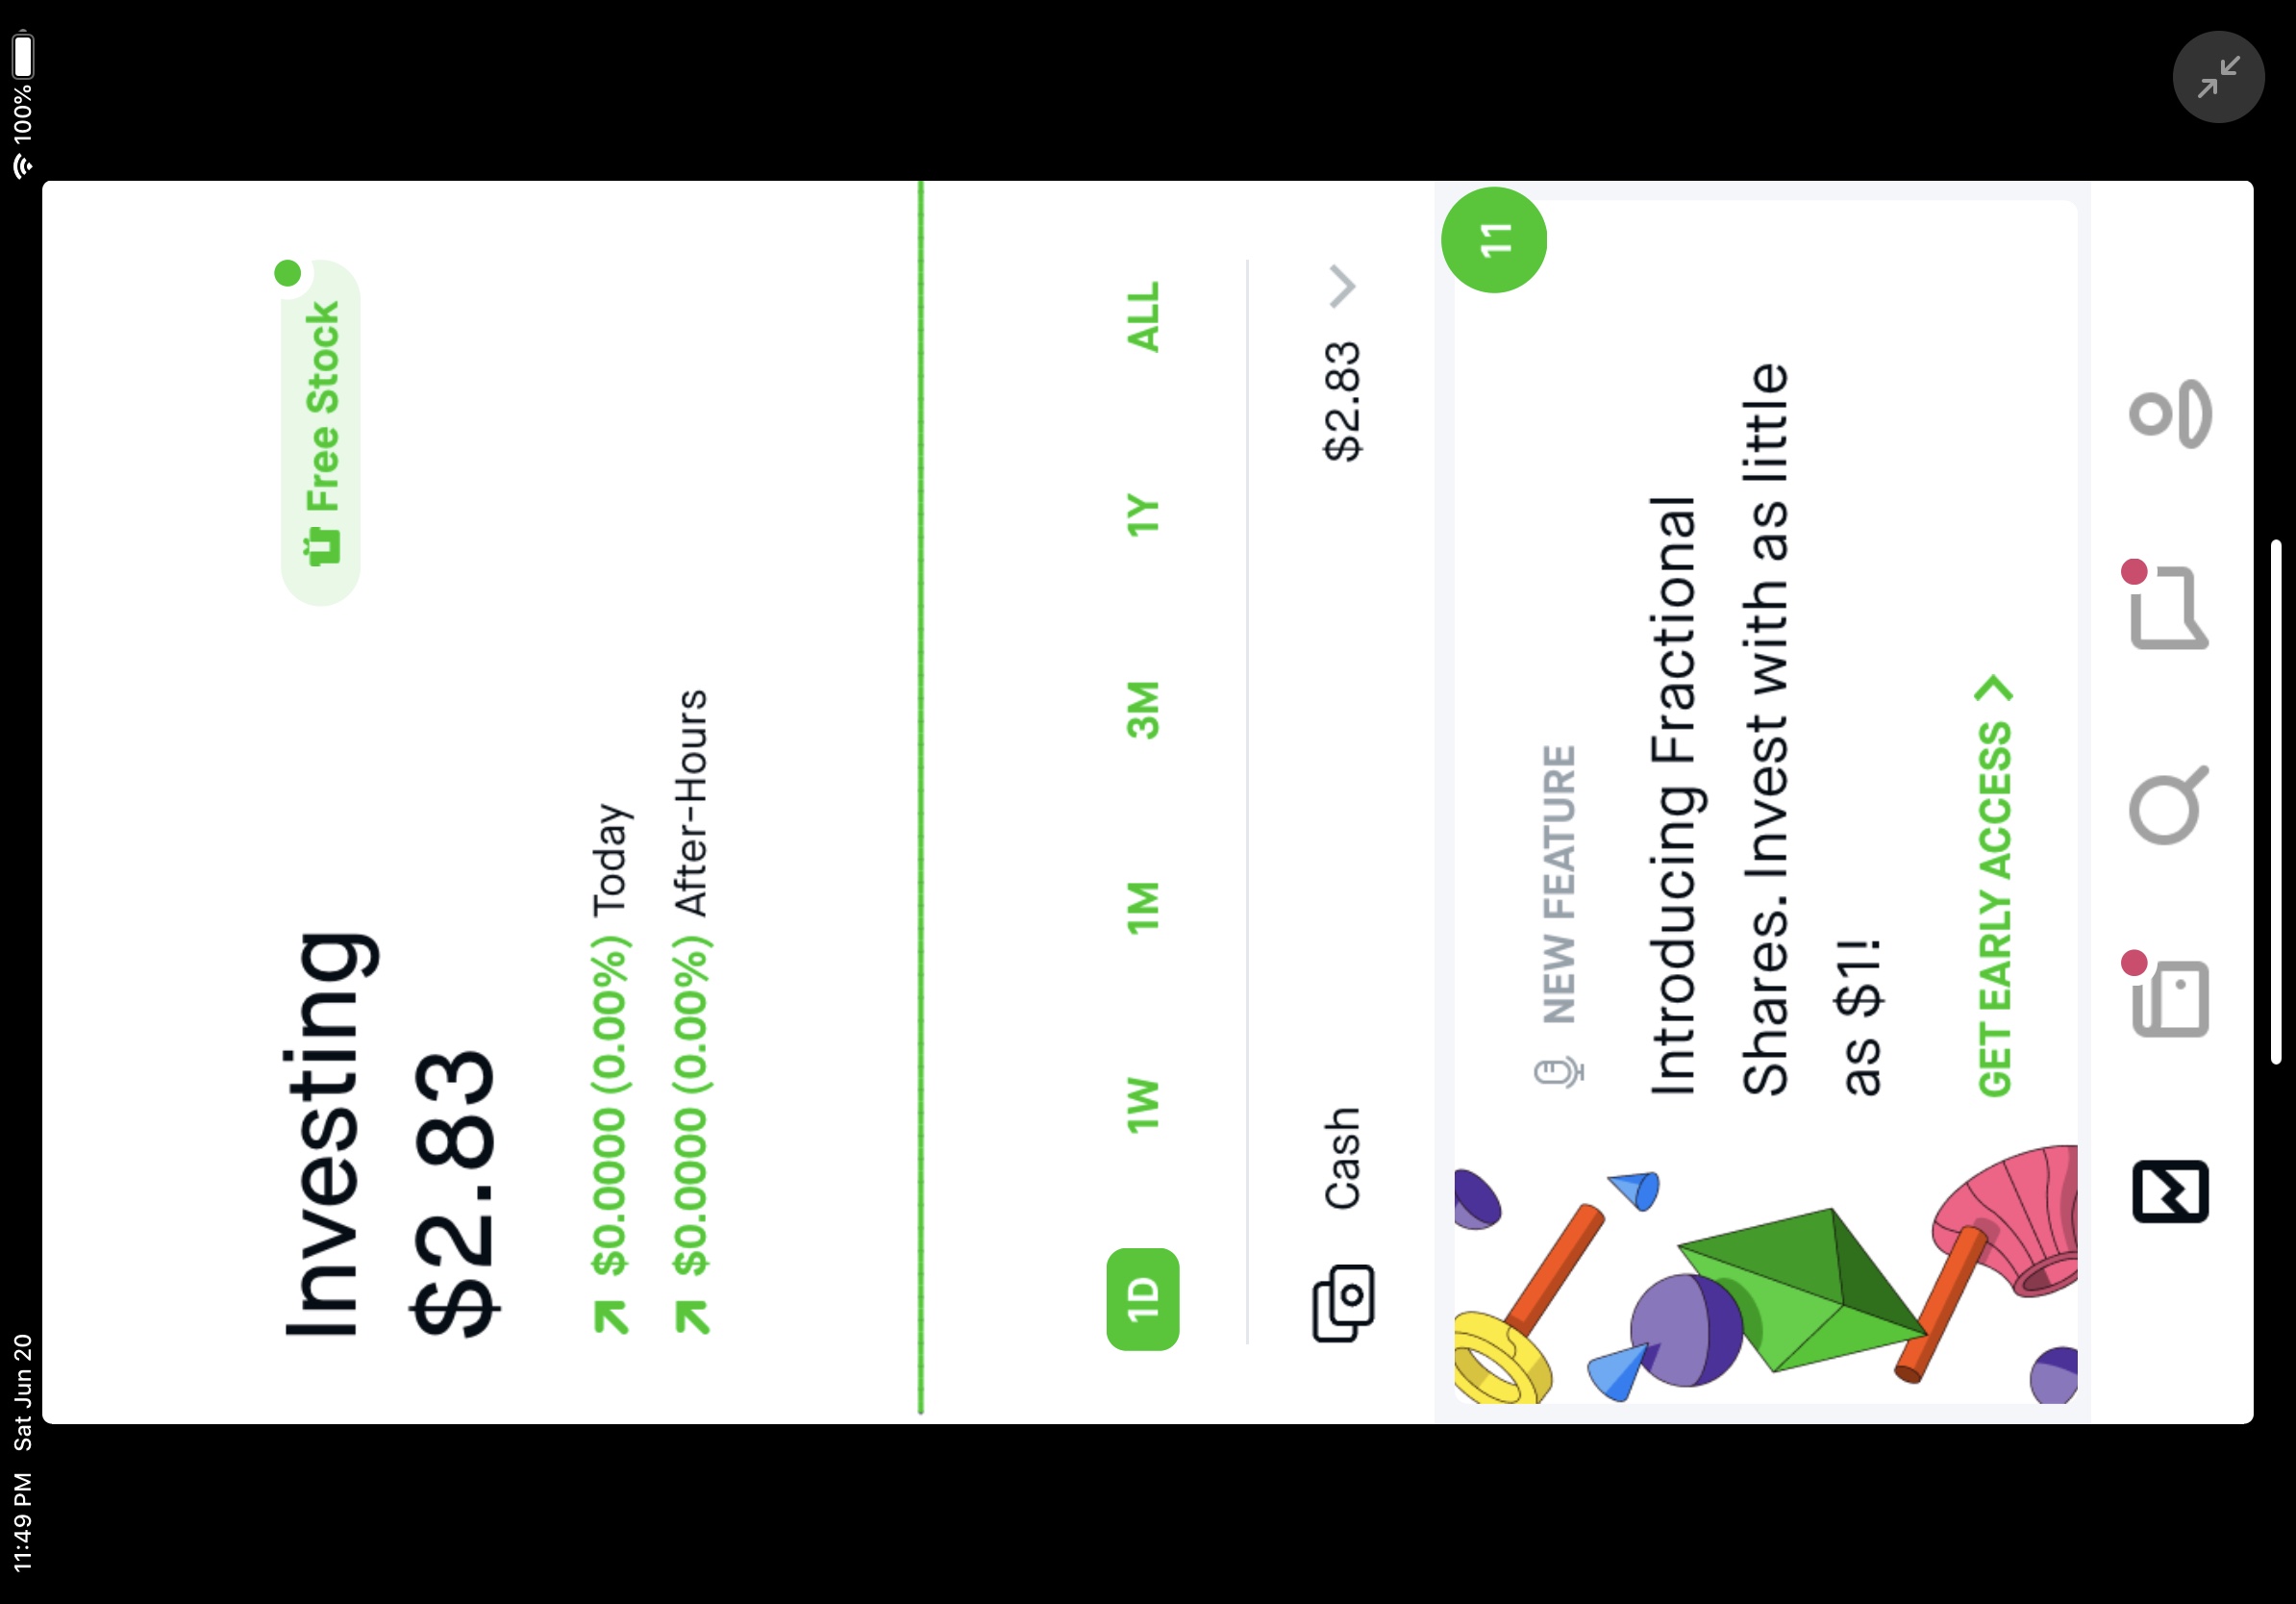 11:49 PM Sat Jun 20
100%
Free Stock
Investing
$2.83
$0.0000 (0.00%) Today
$0.0000 (0.00%) After-Hours
1D 1W 1M 3M 1Y ALL
Cash $2.83
11
NEW FEATURE
Introducing Fractional
Shares. Invest with as little
as $1!
GET EARLY ACCESS